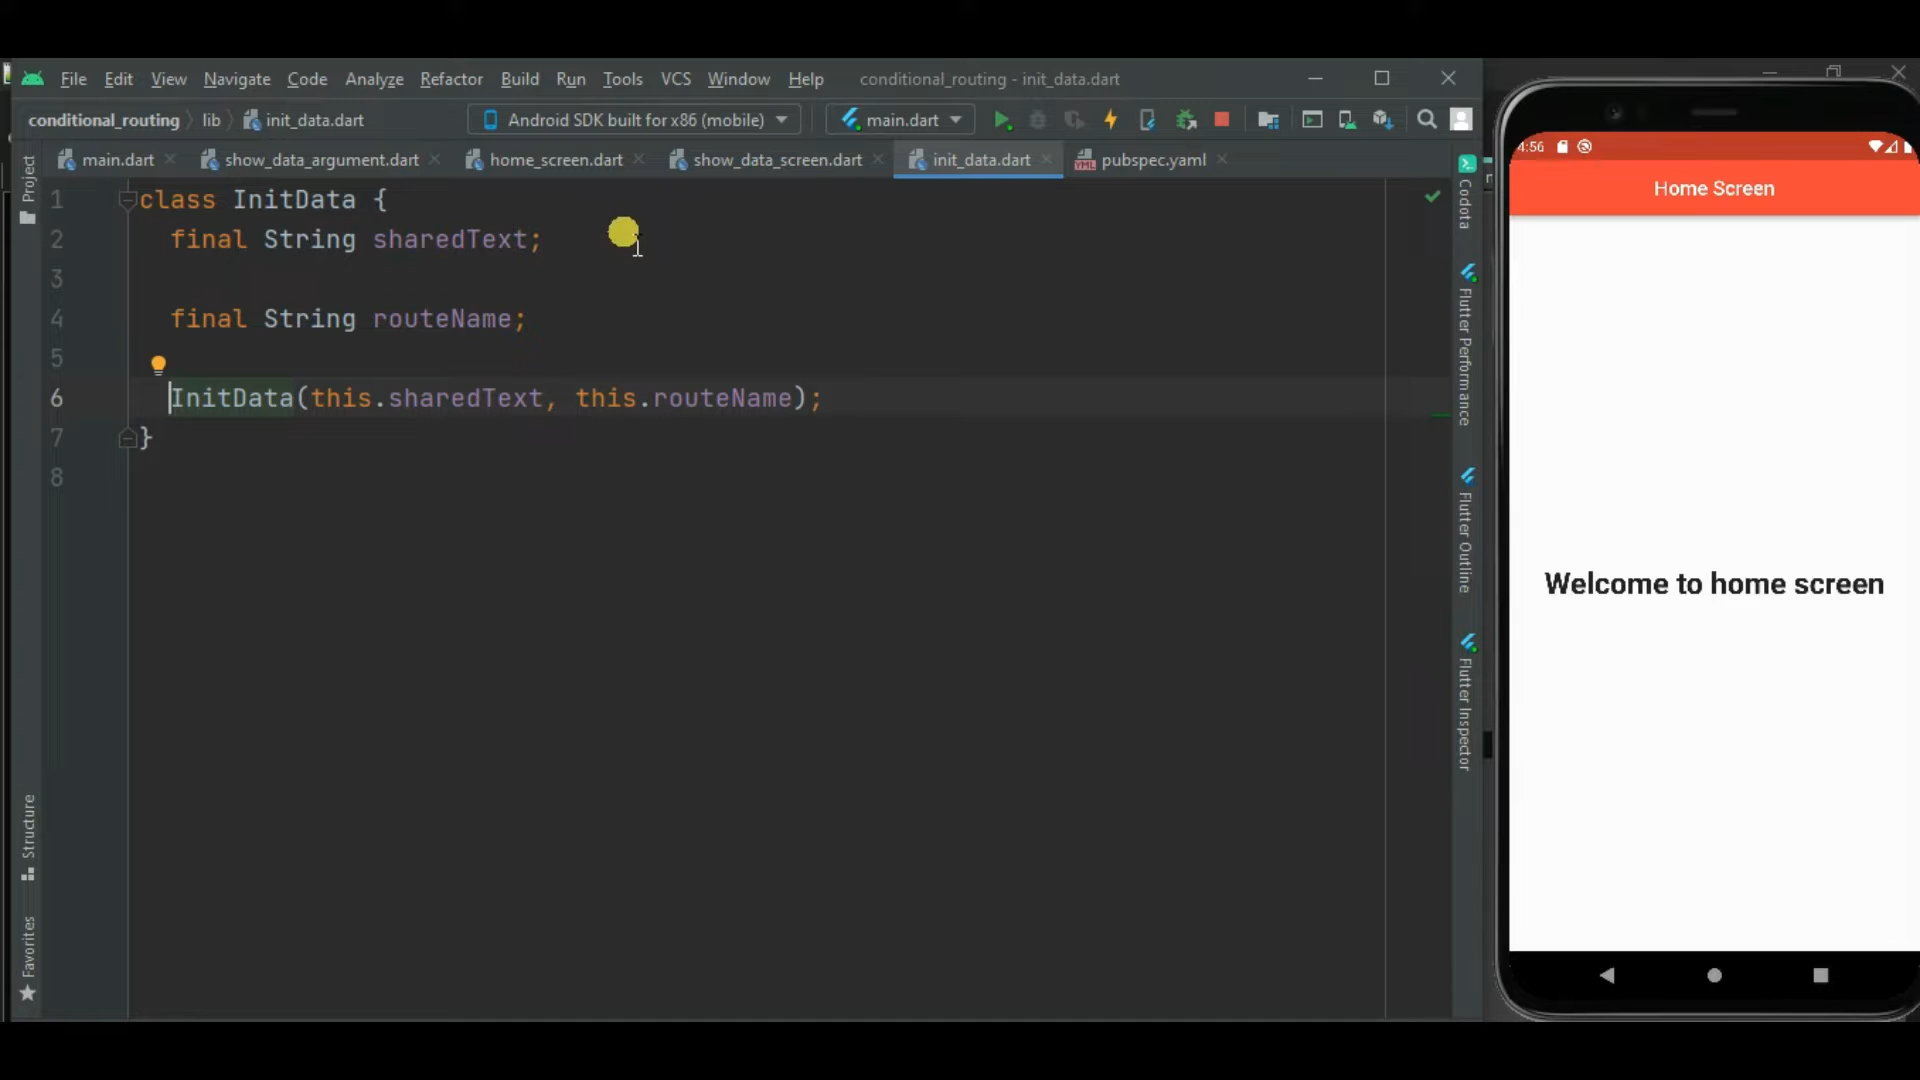 File Edit View Navigate Code Analyze Refactor Build Run Tools VCS Window Help conditional_routing - init_data.dart
conditional_routing lib init_data.dart Android SDK built for x86 (mobile) main.dart
main.dart show_data_argument.dart home_screen.dart show_data_screen.dart init_data.dart pubspec.yaml
1 class InitData {
2 final String sharedText;
3
4 final String routeName;
5
6 InitData(this.sharedText, this.routeName);
7 }
8
Project
Structure
Favorites
Codota
Flutter Performance
Flutter Outline
Flutter Inspector
4:56
Home Screen
Welcome to home screen